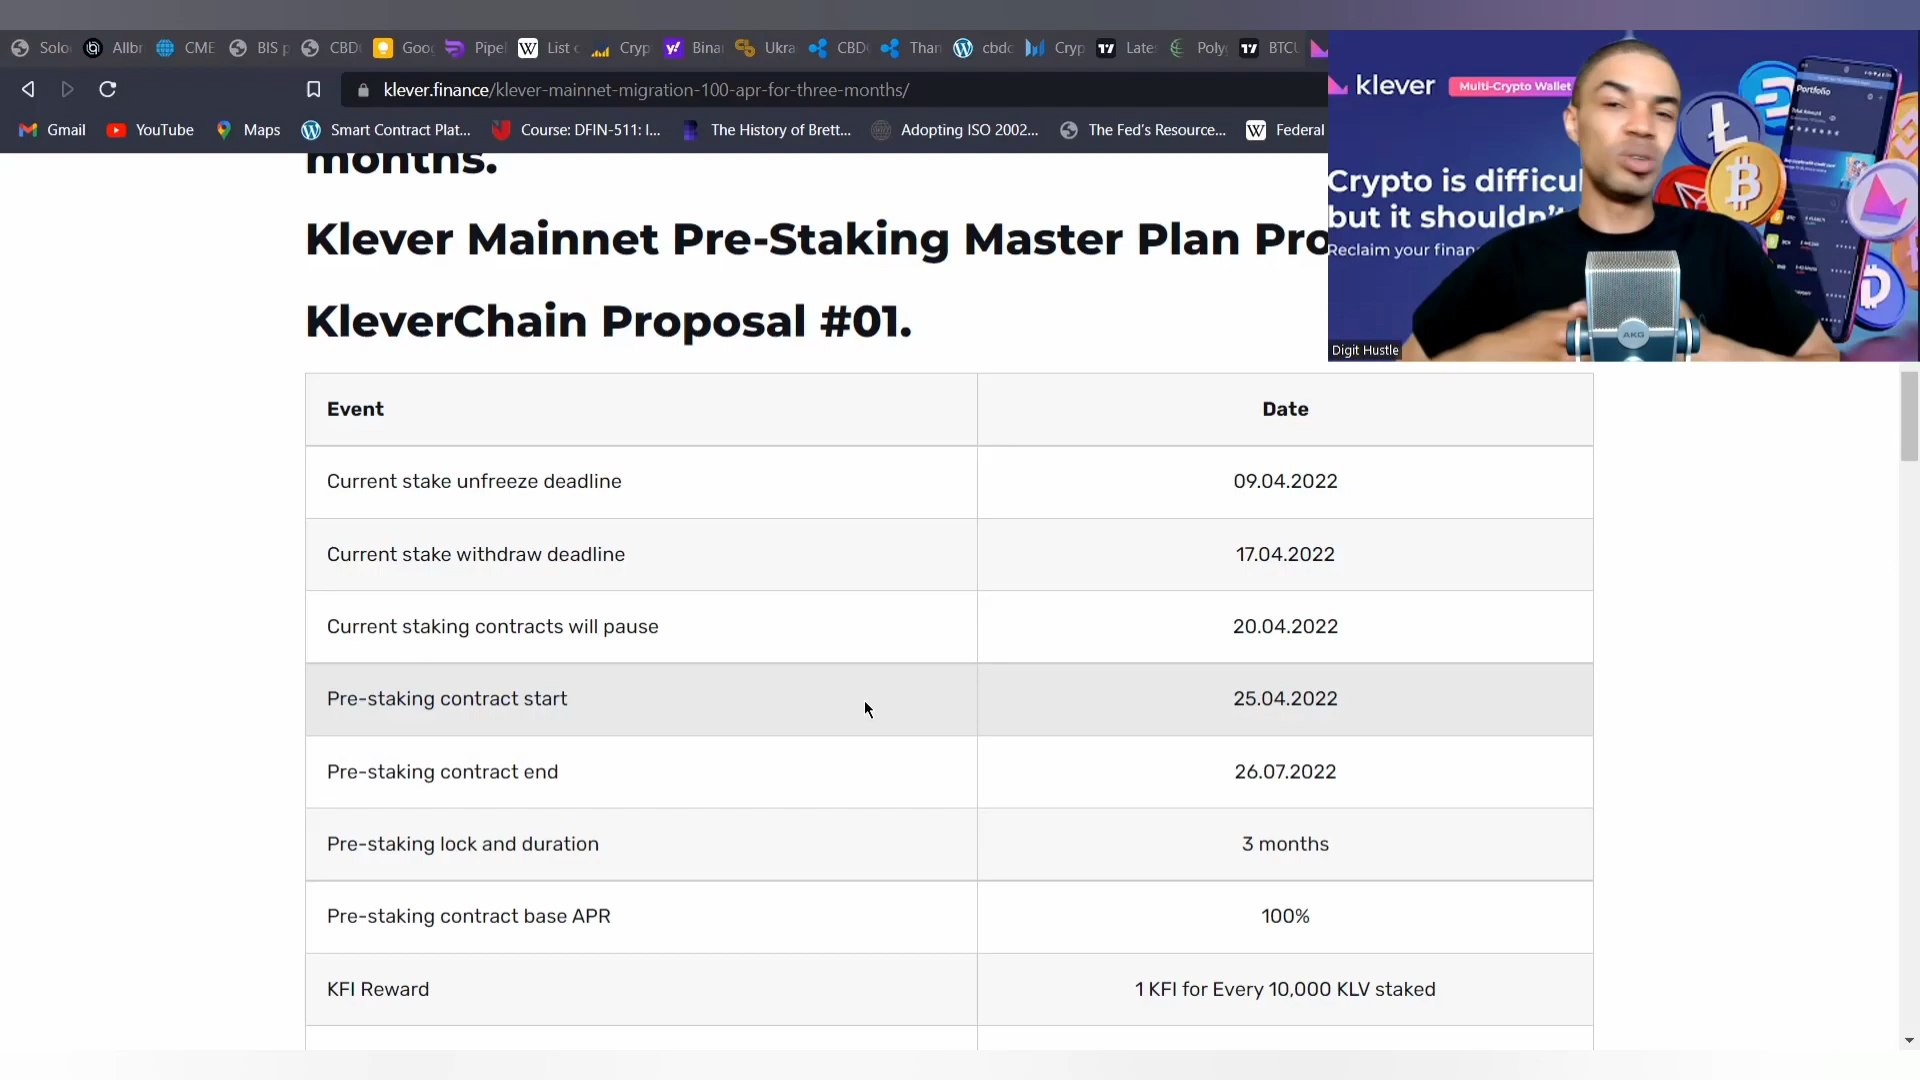 Solo
Allbr
CME
BIS p
CBD
Goo
Pipel
List c
Cryp
Binar
Ukra
CBD
Than
cbdc
Cryp
Late
Poly
BTCU
klever.finance/klever-mainnet-migration-100-apr-for-three-months/
Gmail
YouTube
Maps
Smart Contract Plat...
Course: DFIN-511: I...
The History of Brett...
Adopting ISO 2002...
The Fed's Resource...
Federal
klever
Multi-Crypto Wallet
Crypto is difficul
but it shouldn't
Reclaim your finan
Portfolio
AKG
Digit Hustle
months.
Klever Mainnet Pre-Staking Master Plan Pro
KleverChain Proposal #01.
Event Date
Current stake unfreeze deadline 09.04.2022
Current stake withdraw deadline 17.04.2022
Current staking contracts will pause 20.04.2022
Pre-staking contract start 25.04.2022
Pre-staking contract end 26.07.2022
Pre-staking lock and duration 3 months
Pre-staking contract base APR 100%
KFI Reward 1 KFI for Every 10,000 KLV staked